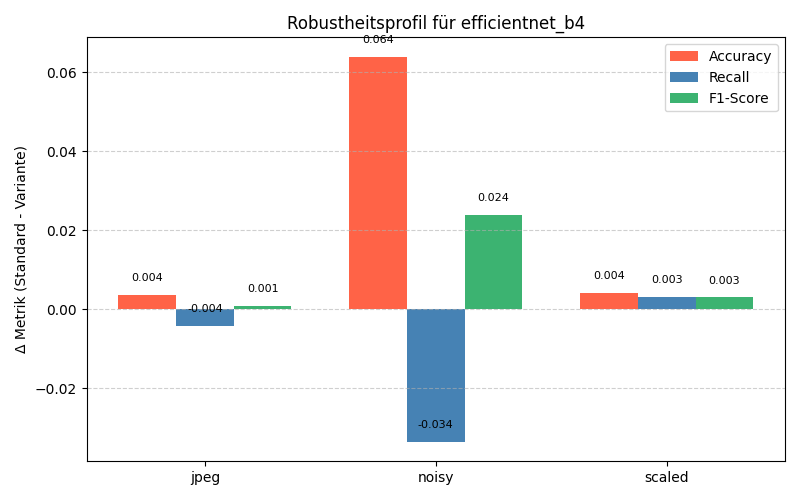 Robustheitsprofil für efficientnet_b4
Δ Metrik (Standard - Variante)
0.06
0.04
0.02
0.00
−0.02
0.004
-0.004
0.001
0.064
-0.034
0.024
0.004
0.003
0.003
Accuracy
Recall
F1-Score
jpeg
noisy
scaled